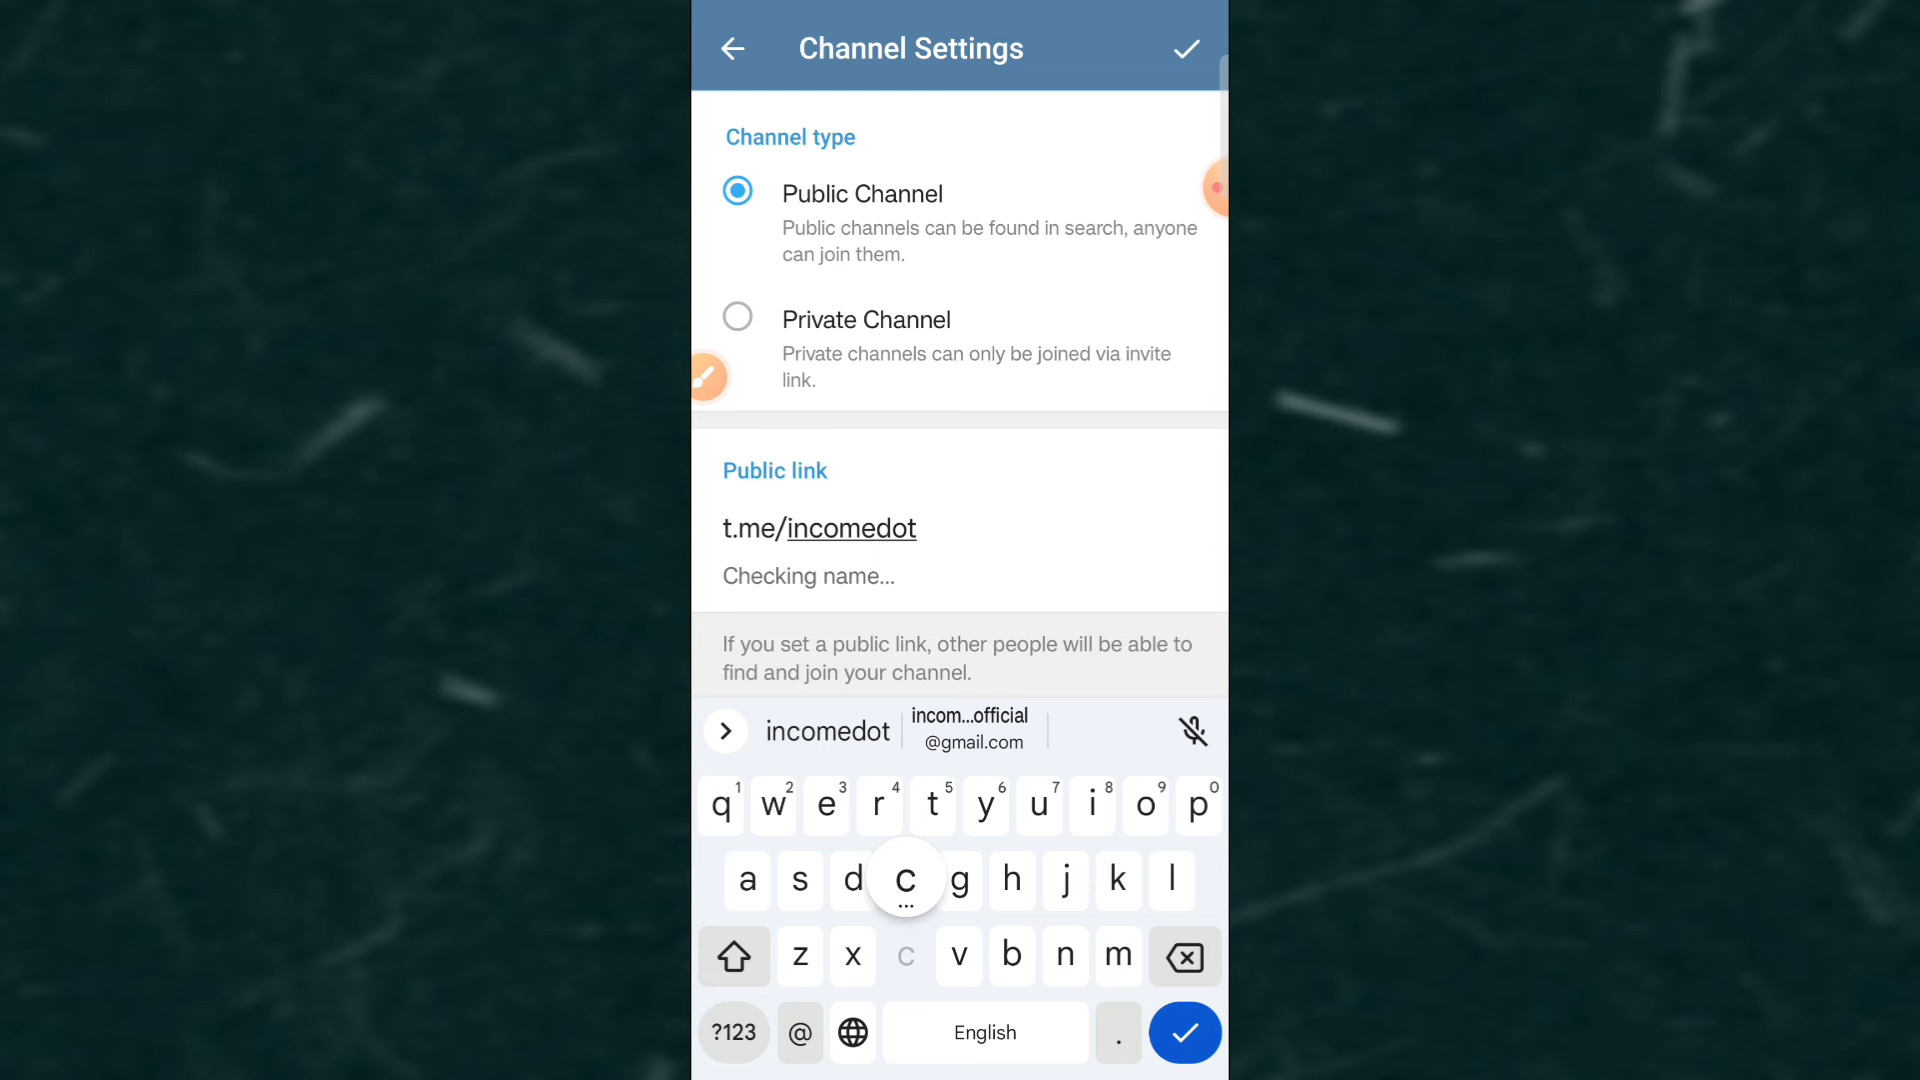 Channel Settings
Channel type
Public Channel
Public channels can be found in search, anyone
can join them.
Private Channel
Private channels can only be joined via invite
link.
Public link
t.me/incomedot
Checking name...
If you set a public link, other people will be able to
find and join your channel.
incomedot
incom...official
@gmail.com
q1 w2 e3 r4 t5 y6 u7 i8 o9 p0
a s d c g h j k l
...
z x c v b n m
?123 @ English .